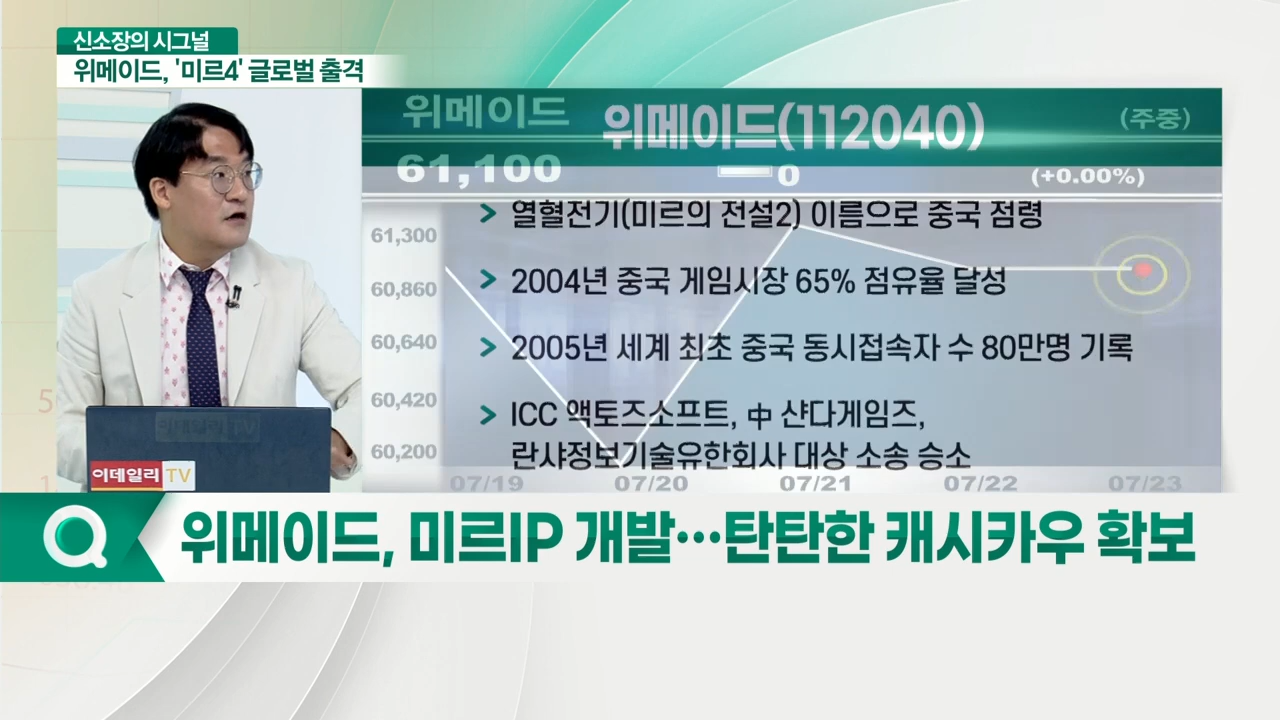 신소장의 시그널
위메이드, '미르4' 글로벌 출격
위메이드
위메이드(112040)
(주중)
61,100
0
(+0.00%)
열혈전기(미르의 전설2) 이름으로 중국 점령
2004년 중국 게임시장 65% 점유율 달성
2005년 세계 최초 중국 동시접속자 수 80만명 기록
ICC 액토즈소프트, 中 샨다게임즈,
란샤정보기술유한회사 대상 소송 승소
61,300
60,860
60,640
60,420
60,200
07/19
07/20
07/21
07/22
07/23
이데일리 TV
이데일리 TV
위메이드, 미르IP 개발…탄탄한 캐시카우 확보